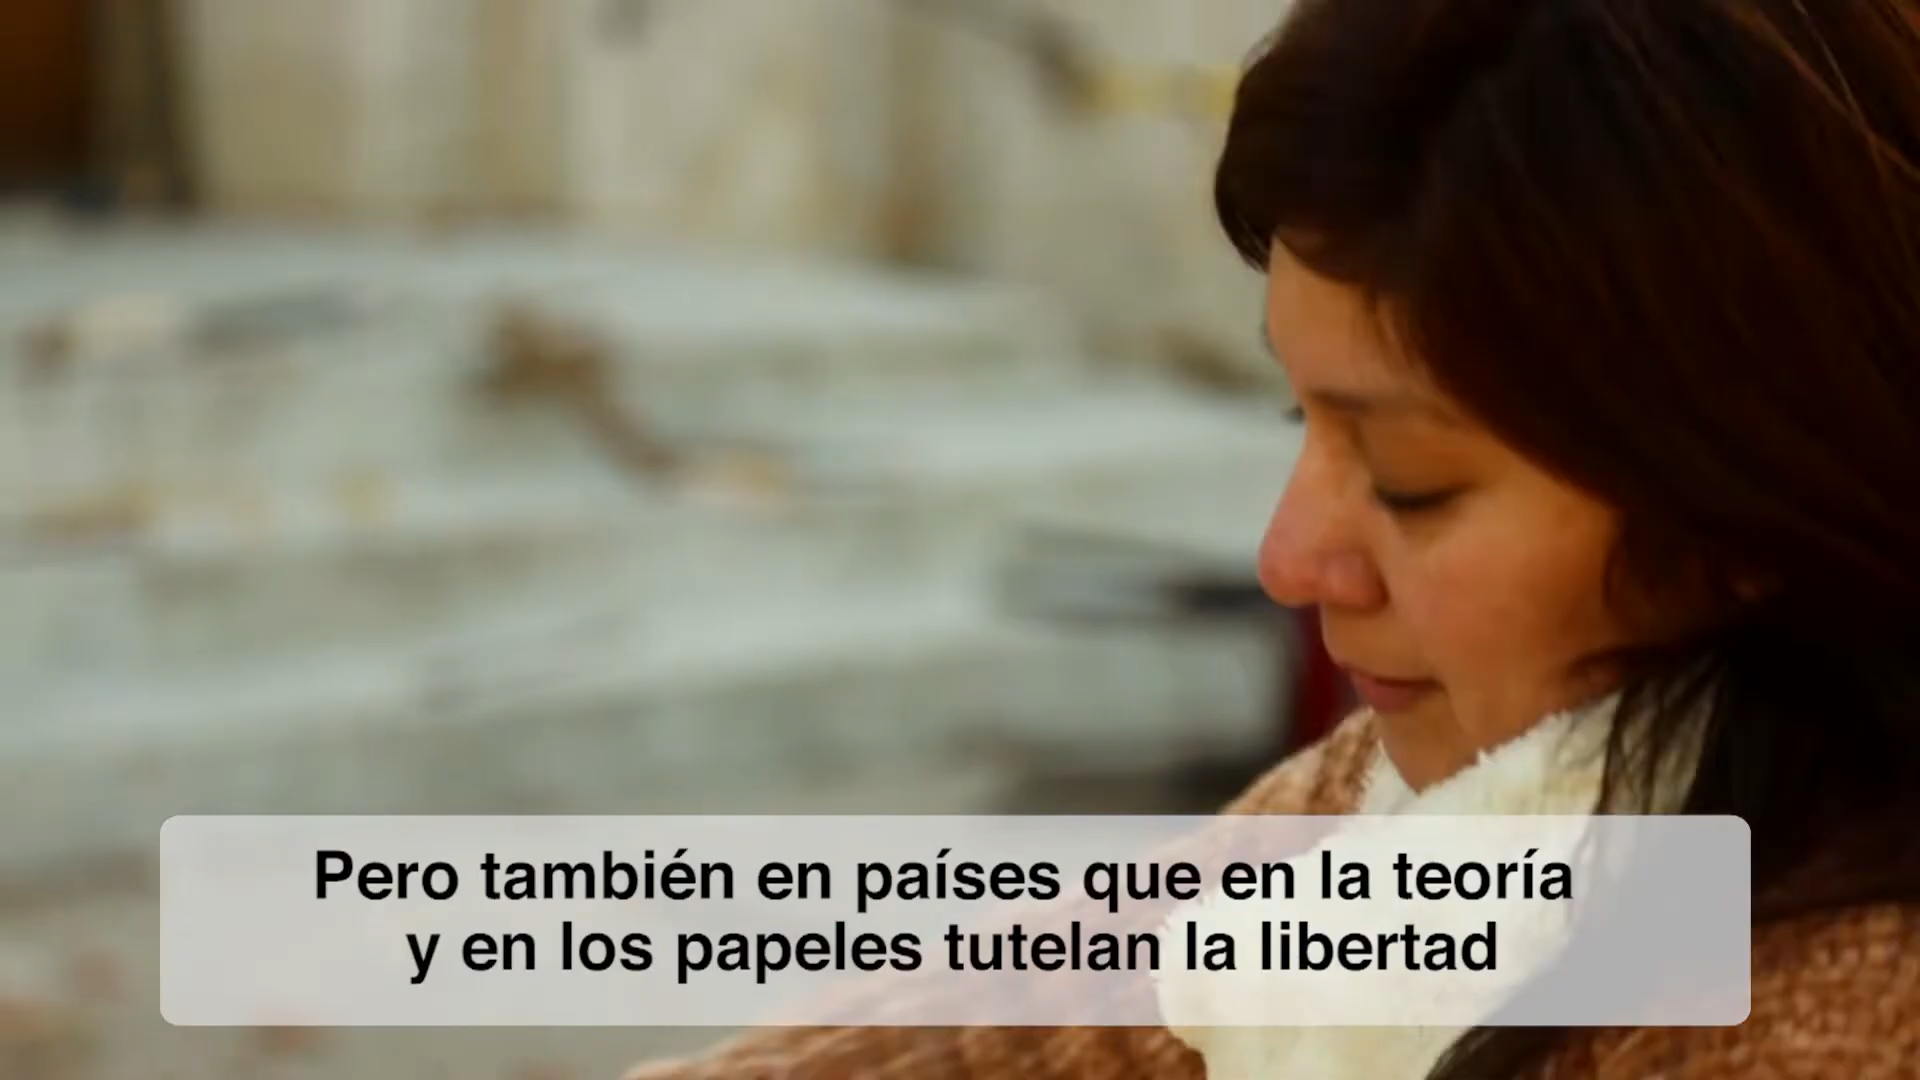 Pero también en países que en la teoría
y en los papeles tutelan la libertad